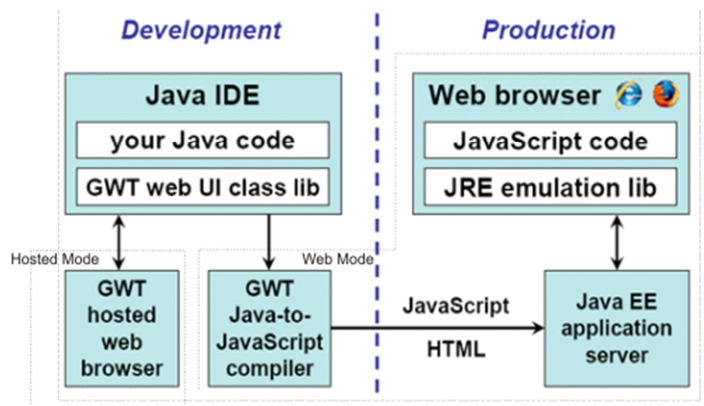 Development
Production
Java IDE
your Java code
GWT web UI class lib
Web browser
JavaScript code
JRE emulation lib
Hosted Mode
Web Mode
GWT
hosted
web
browser
GWT
Java-to-
JavaScript
compiler
JavaScript
HTML
Java EE
application
server